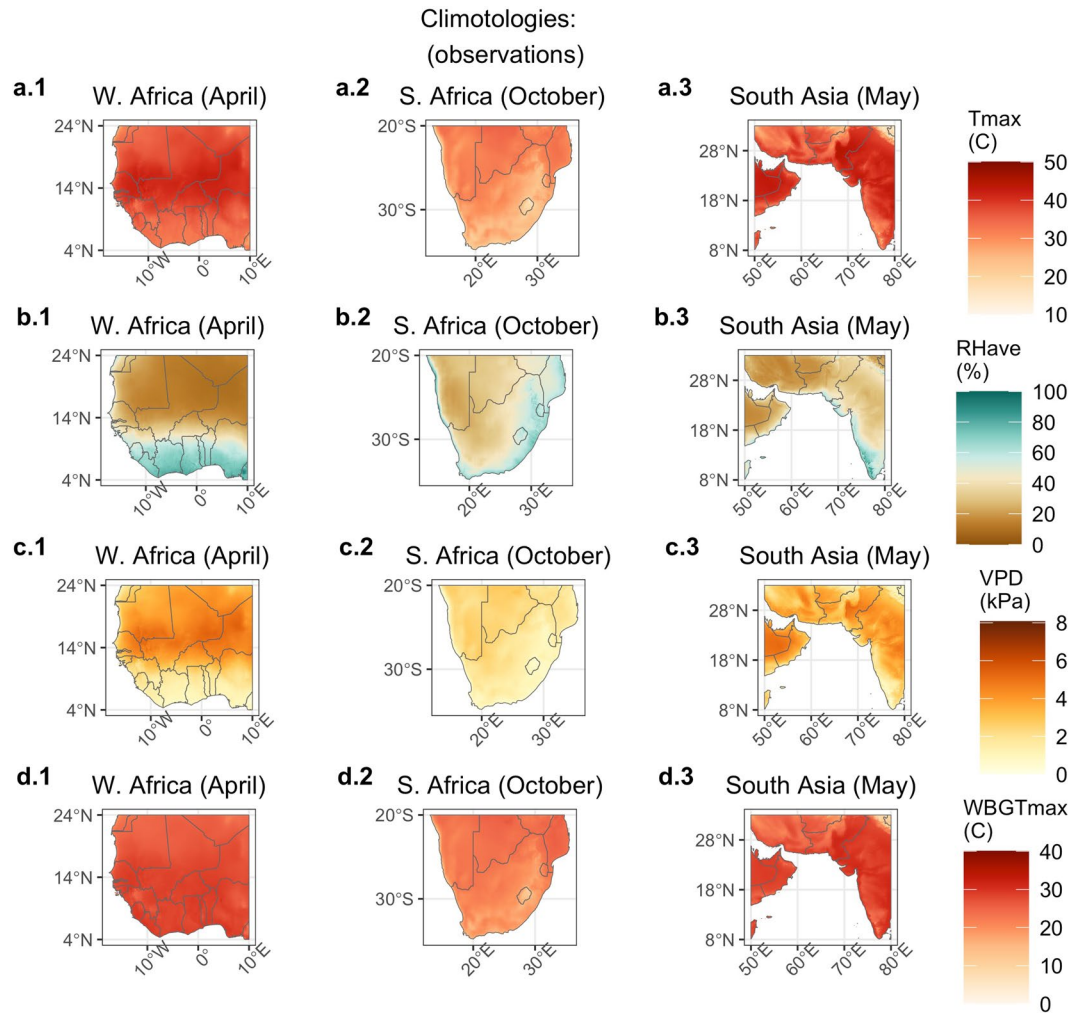 Climotologies:
(observations)
a.1 W. Africa (April)
a.2 S. Africa (October)
a.3 South Asia (May)
24°N
14°N
4°N
10°W 0° 10°E
20°S
30°S
20°E 30°E
28°N
18°N
8°N
50°E 60°E 70°E 80°E
Tmax
(C)
50
40
30
20
10
b.1 W. Africa (April)
b.2 S. Africa (October)
b.3 South Asia (May)
24°N
14°N
4°N
10°W 0° 10°E
20°S
30°S
20°E 30°E
28°N
18°N
8°N
50°E 60°E 70°E 80°E
RHave
(%)
100
80
60
40
20
0
c.1 W. Africa (April)
c.2 S. Africa (October)
c.3 South Asia (May)
24°N
14°N
4°N
10°W 0° 10°E
20°S
30°S
20°E 30°E
28°N
18°N
8°N
50°E 60°E 70°E 80°E
VPD
(kPa)
8
6
4
2
0
d.1 W. Africa (April)
d.2 S. Africa (October)
d.3 South Asia (May)
24°N
14°N
4°N
10°W 0° 10°E
20°S
30°S
20°E 30°E
28°N
18°N
8°N
50°E 60°E 70°E 80°E
WBGTmax
(C)
40
30
20
10
0